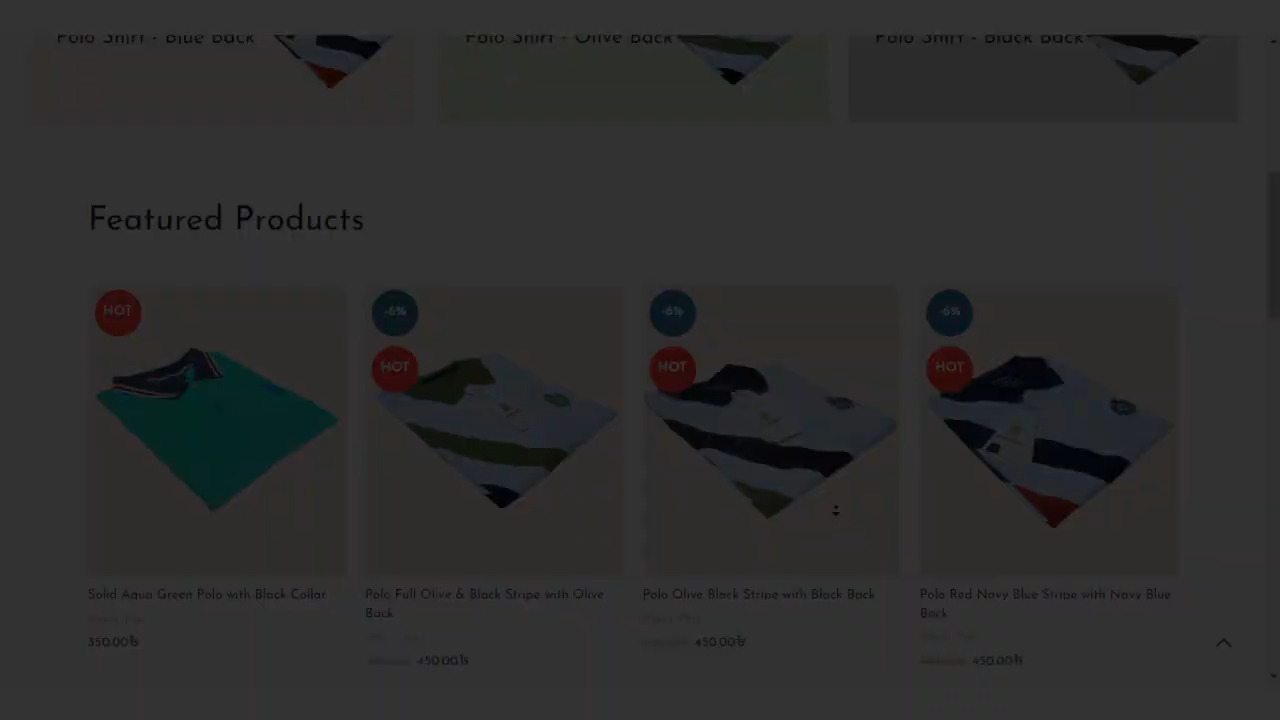 Polo Shirt - Blue Back
Polo Shirt - Olive Back
Polo Shirt - Black Back
Featured Products
HOT
-6%
HOT
-6%
HOT
-6%
HOT
Solid Aqua Green Polo with Black Collar
350.00৳
Polo Full Olive & Black Stripe with Olive
Back
450.00৳
Polo Olive Black Stripe with Black Back
450.00৳
Polo Red Navy Blue Stripe with Navy Blue
Back
450.00৳